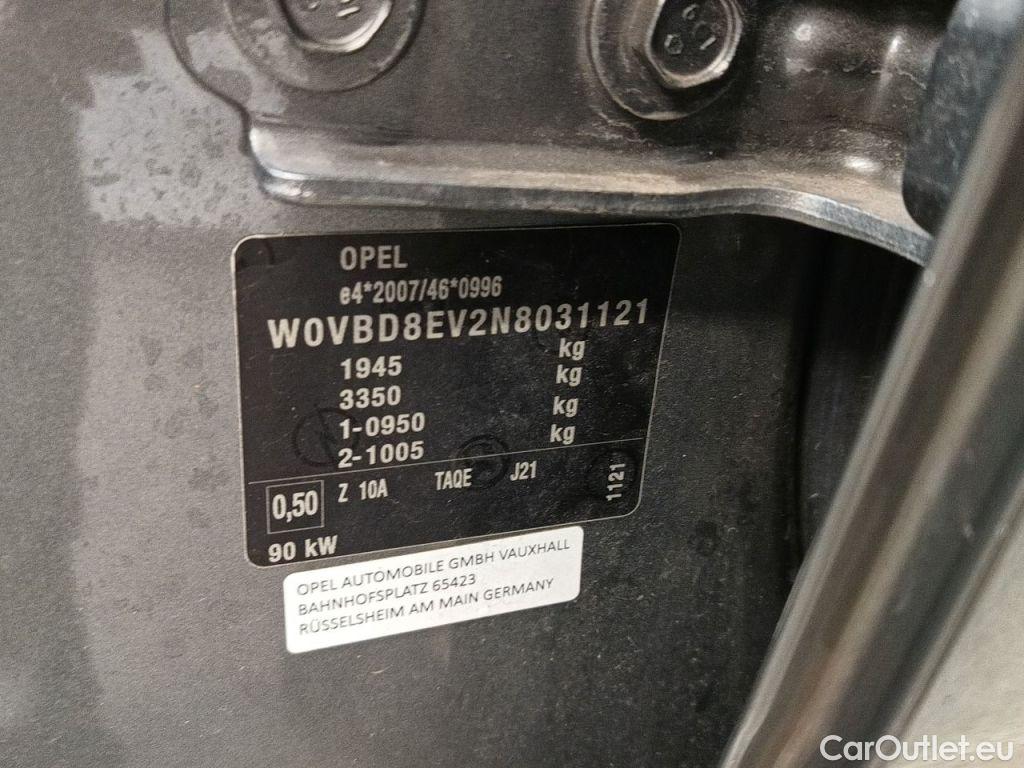 OPEL
e4*2007/46*0996
W0VBD8EV2N8031121
1945 kg
3350 kg
1-0950 kg
2-1005 kg
0,50 Z 10A TAQE J21 1121
90 kW
OPEL AUTOMOBILE GMBH VAUXHALL
BAHNHOFSPLATZ 65423
RÜSSELSHEIM AM MAIN GERMANY
CarOutlet.eu